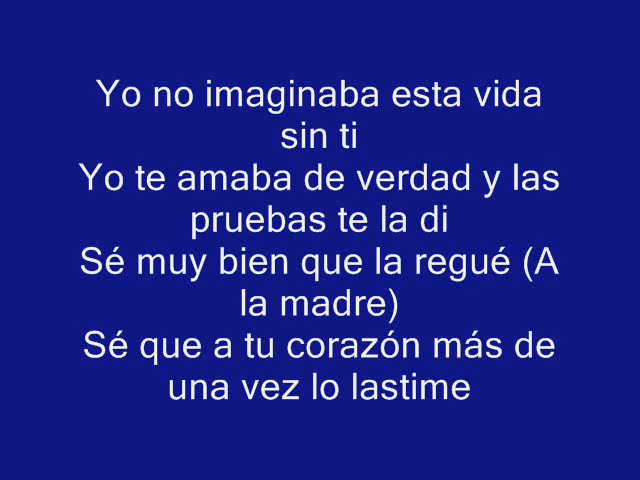 Yo no imaginaba esta vida
sin ti
Yo te amaba de verdad y las
pruebas te la di
Sé muy bien que la regué (A
la madre)
Sé que a tu corazón más de
una vez lo lastime